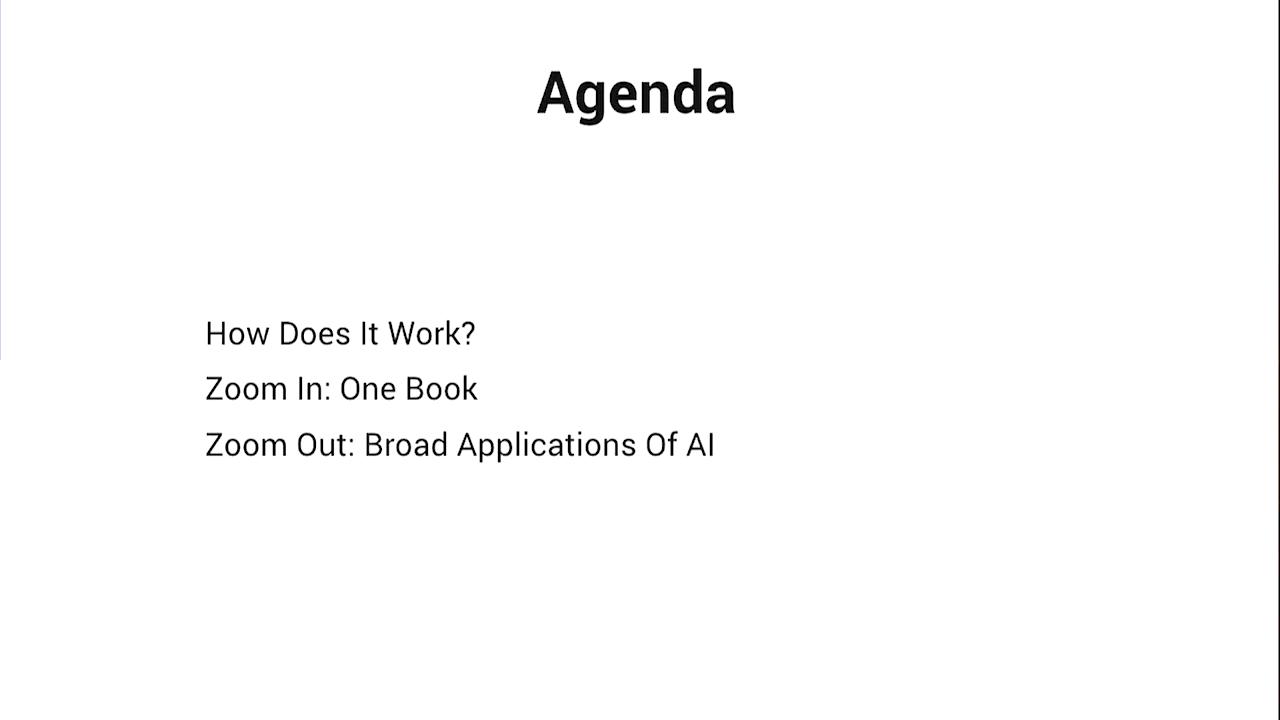 Agenda
How Does It Work?
Zoom In: One Book
Zoom Out: Broad Applications Of AI